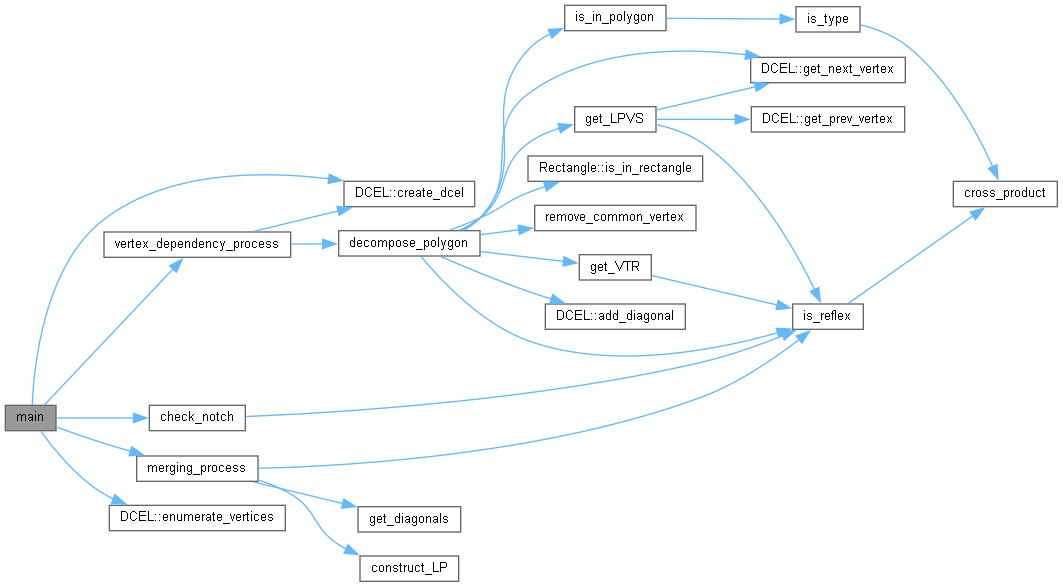 is_in_polygon
is_type
DCEL::get_next_vertex
get_LPVS
DCEL::get_prev_vertex
Rectangle::is_in_rectangle
cross_product
DCEL::create_dcel
remove_common_vertex
vertex_dependency_process
decompose_polygon
get_VTR
DCEL::add_diagonal
is_reflex
main
check_notch
merging_process
DCEL::enumerate_vertices
get_diagonals
construct_LP